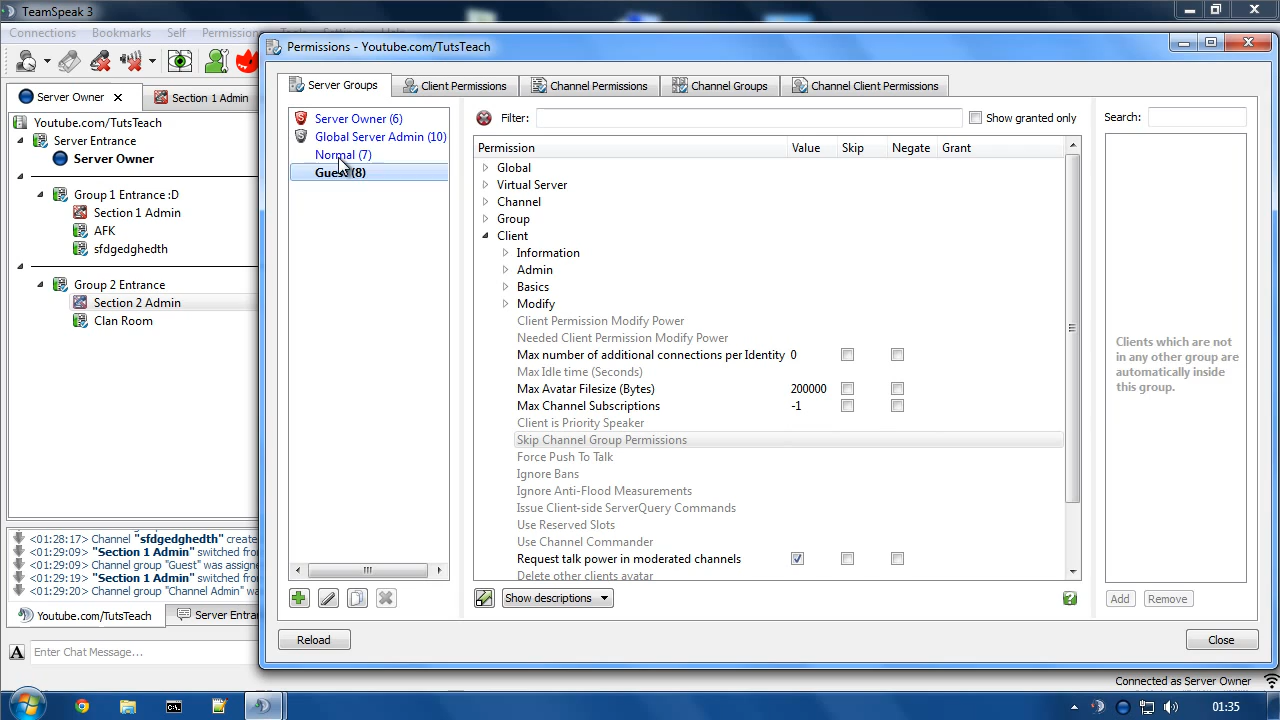 TeamSpeak 3
Connections Bookmarks Self
Server Owner
Section 1 Admin
Youtube.com/TutsTeach
Server Entrance
Server Owner
Group 1 Entrance :D
Section 1 Admin
AFK
sfdgedghedth
Group 2 Entrance
Section 2 Admin
Clan Room
<01:28:17> Channel "sfdgedghedth" create
<01:29:09> "Section 1 Admin" switched from
<01:29:09> Channel group "Guest" was assigne
<01:29:19> "Section 1 Admin" switched from
<01:29:20> Channel group "Channel Admin" wa
Youtube.com/TutsTeach
Server Entra
Enter Chat Message...
Permissions - Youtube.com/TutsTeach
Server Groups
Client Permissions
Channel Permissions
Channel Groups
Channel Client Permissions
Server Owner (6)
Global Server Admin (10)
Normal (7)
Guest (8)
Filter:
Show granted only
Permission Value Skip Negate Grant
Global
Virtual Server
Channel
Group
Client
Information
Admin
Basics
Modify
Client Permission Modify Power
Needed Client Permission Modify Power
Max number of additional connections per Identity 0
Max Idle time (Seconds)
Max Avatar Filesize (Bytes) 200000
Max Channel Subscriptions -1
Client is Priority Speaker
Skip Channel Group Permissions
Force Push To Talk
Ignore Bans
Ignore Anti-Flood Measurements
Issue Client-side ServerQuery Commands
Use Reserved Slots
Use Channel Commander
Request talk power in moderated channels
Delete other clients avatar
Show descriptions
Search:
Clients which are not
in any other group are
automatically inside
this group.
Add Remove
Reload
Close
Connected as Server Owner
01:35